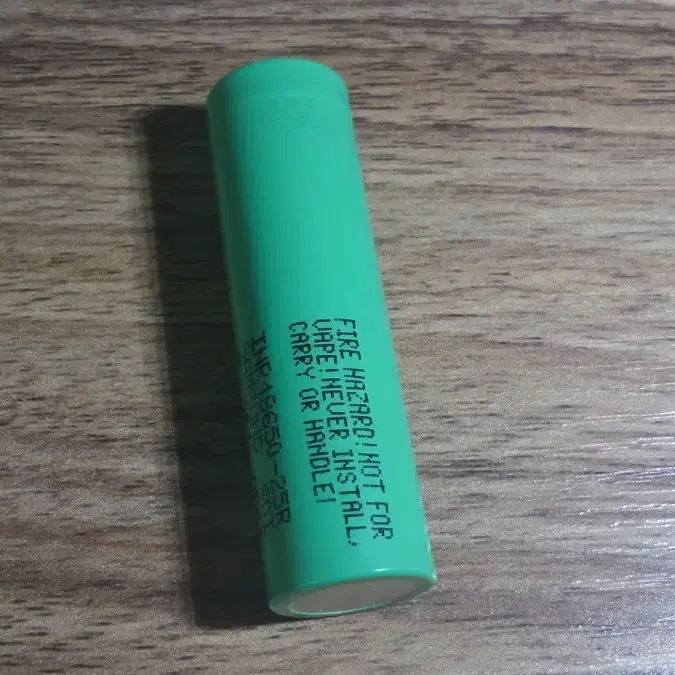 FIRE HAZARD!NOT FOR
VAPE!NEVER INSTALL,
CARRY OR HANDLE!
INR18650-25R